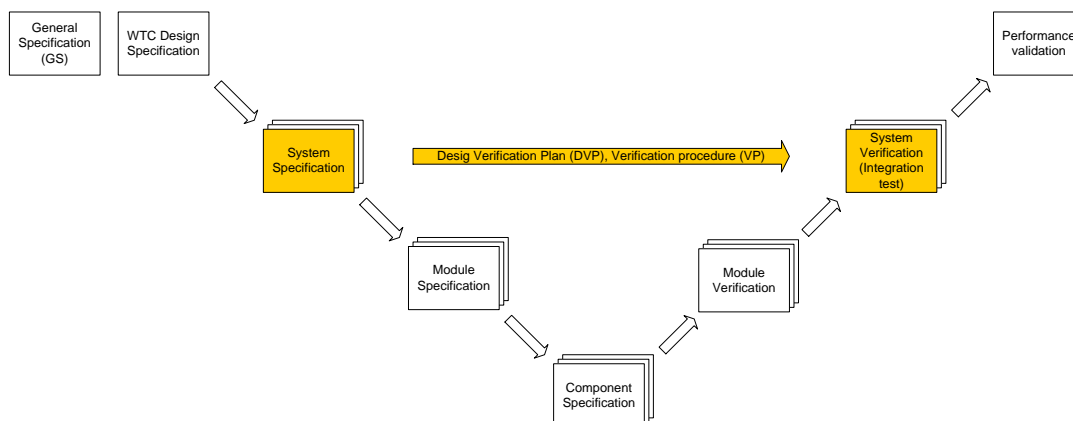 General
Specification
(GS)
WTC Design
Specification
Performance
validation
System
Specification
Desig Verification Plan (DVP), Verification procedure (VP)
System
Verification
(Integration
test)
Module
Specification
Module
Verification
Component
Specification